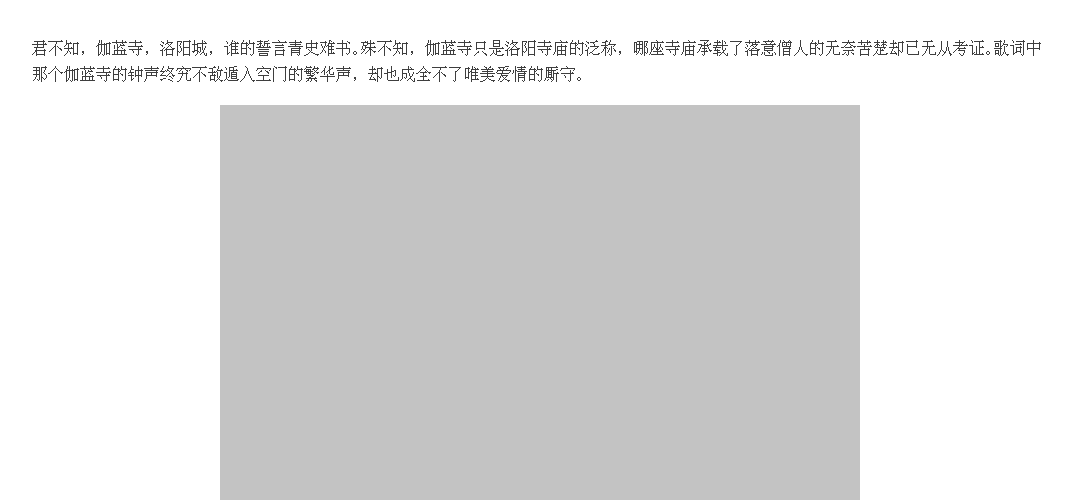 君不知，伽蓝寺，洛阳城，谁的誓言青史难书。殊不知，伽蓝寺只是洛阳寺庙的泛称，哪座寺庙承载了落意僧人的无奈苦楚却已无从考证。歌词中
那个伽蓝寺的钟声终究不敌遁入空门的繁华声，却也成全不了唯美爱情的厮守。